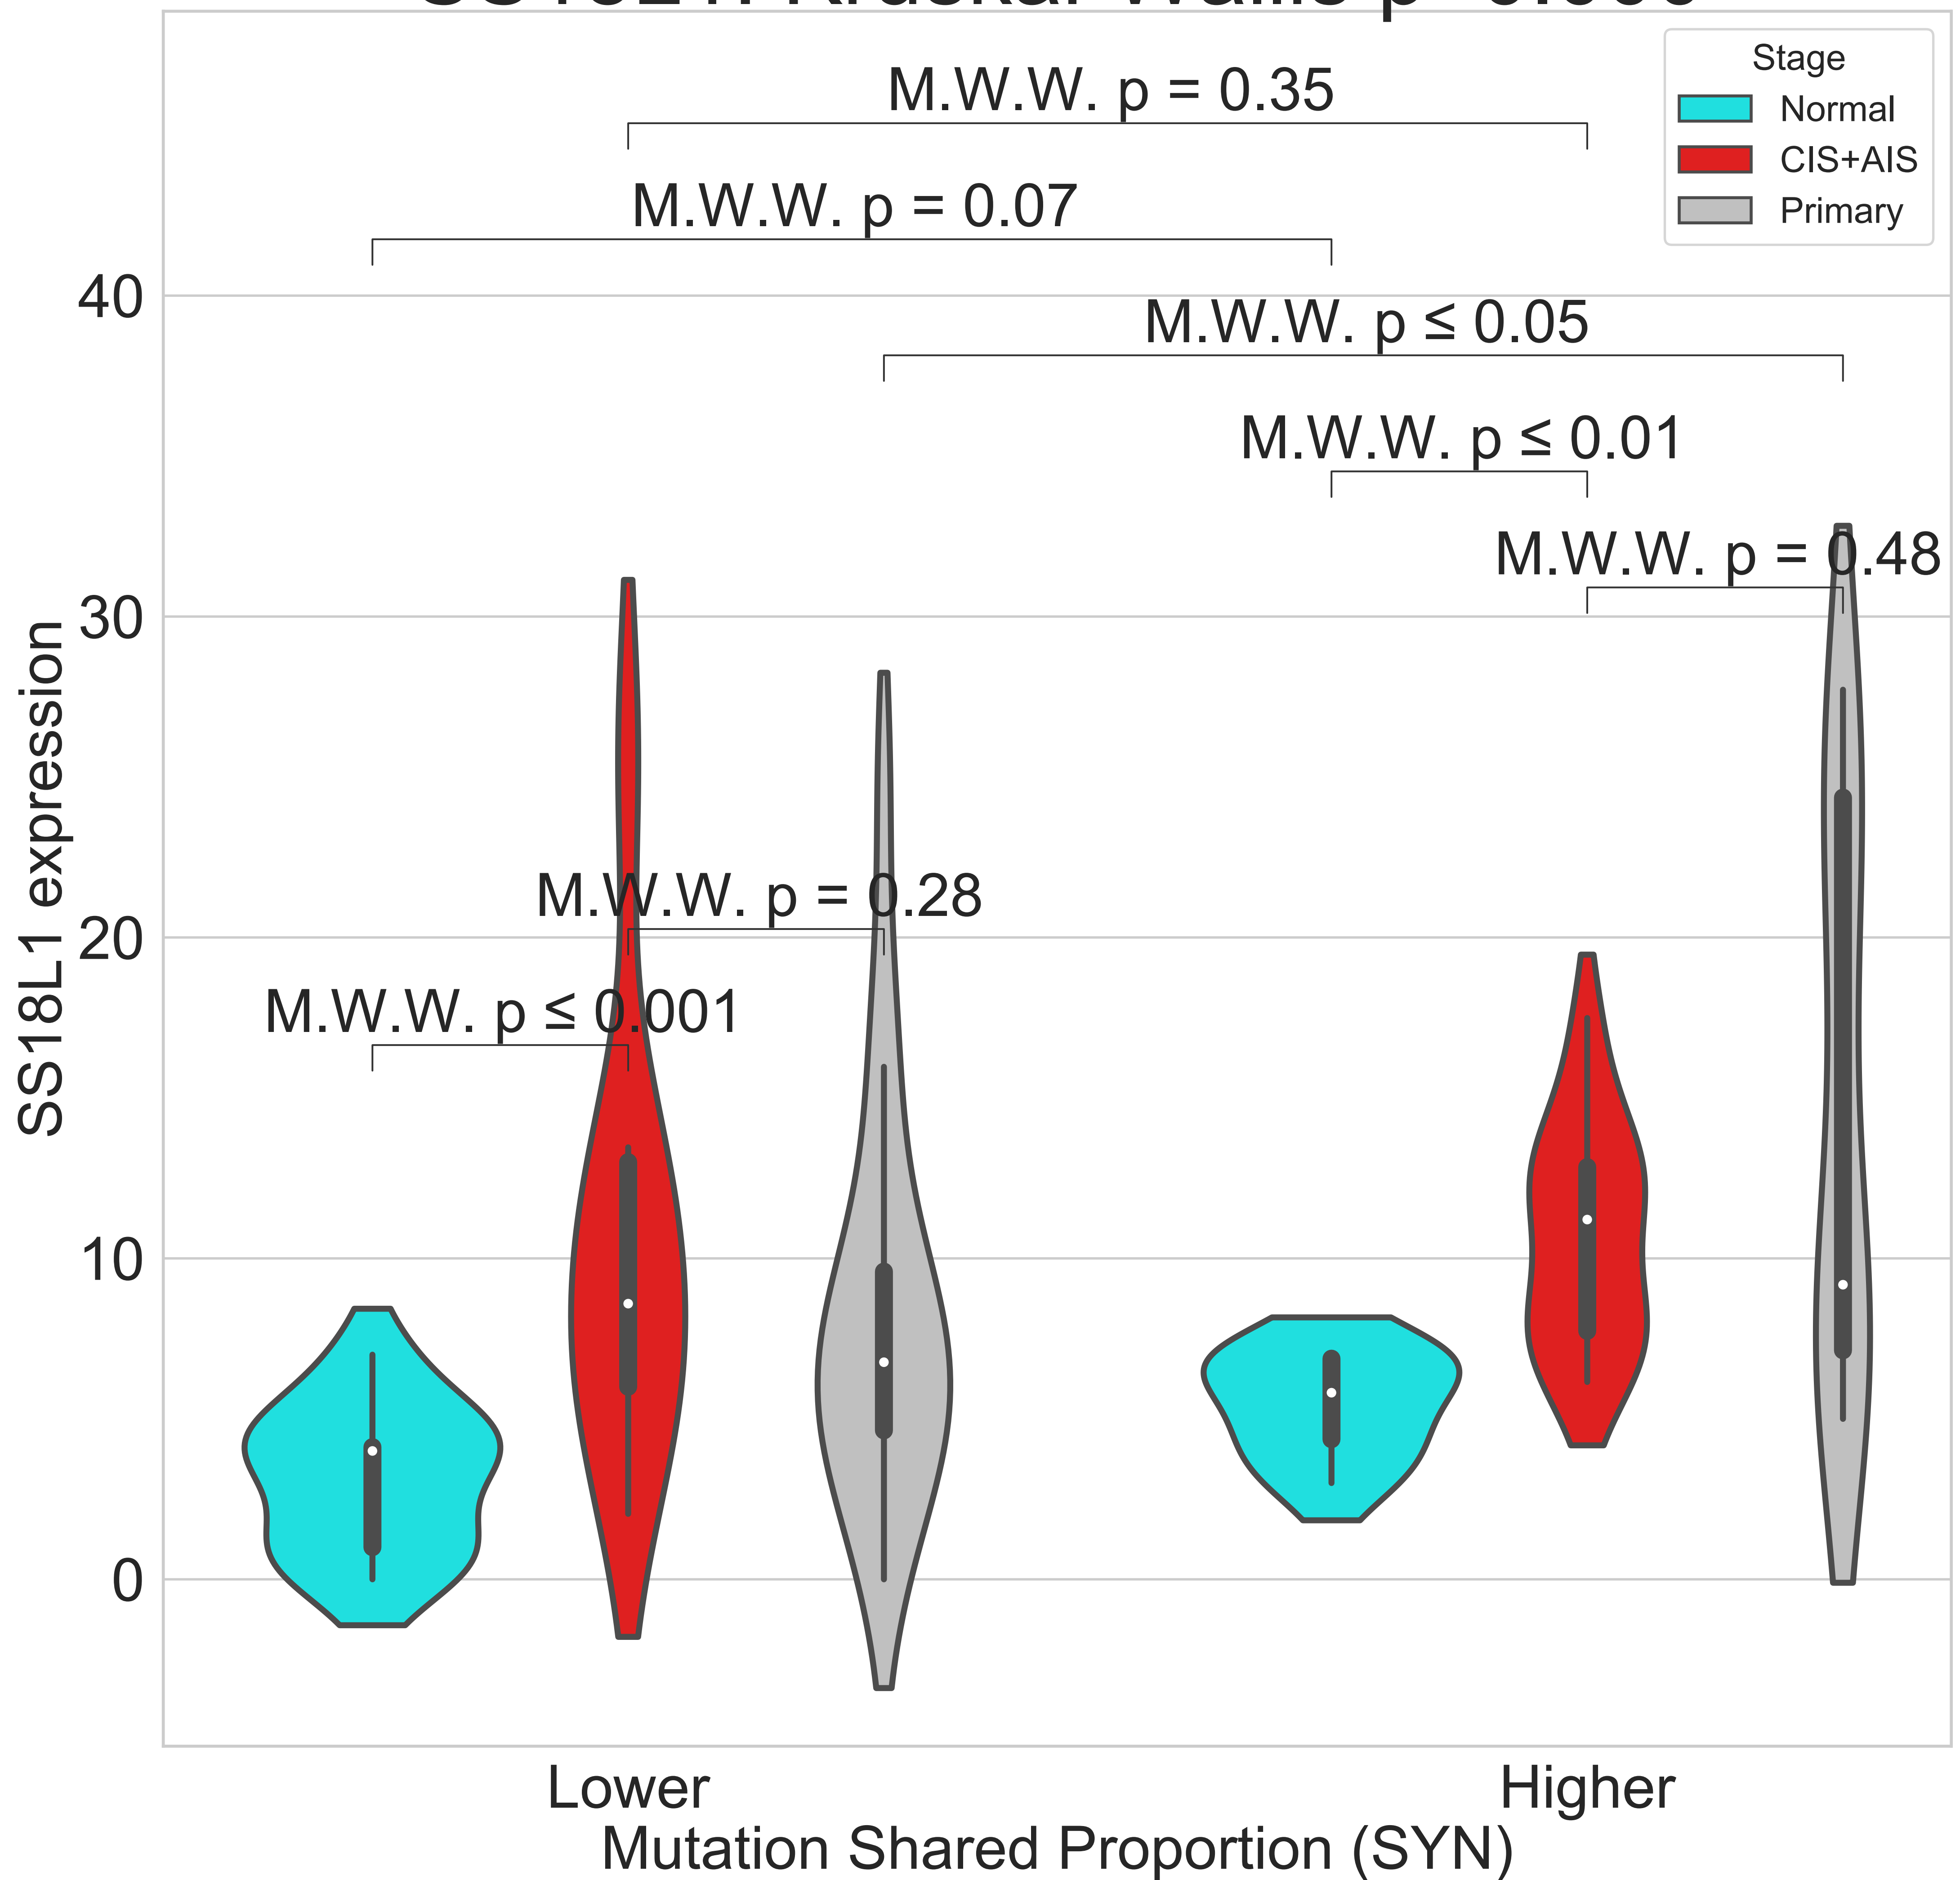 Stage
Normal
CIS+AIS
Primary
M.W.W. p = 0.35
M.W.W. p = 0.07
M.W.W. p ≤ 0.05
M.W.W. p ≤ 0.01
M.W.W. p = 0.48
M.W.W. p = 0.28
M.W.W. p ≤ 0.001
40
30
20
10
0
SS18L1 expression
Lower
Higher
Mutation Shared Proportion (SYN)